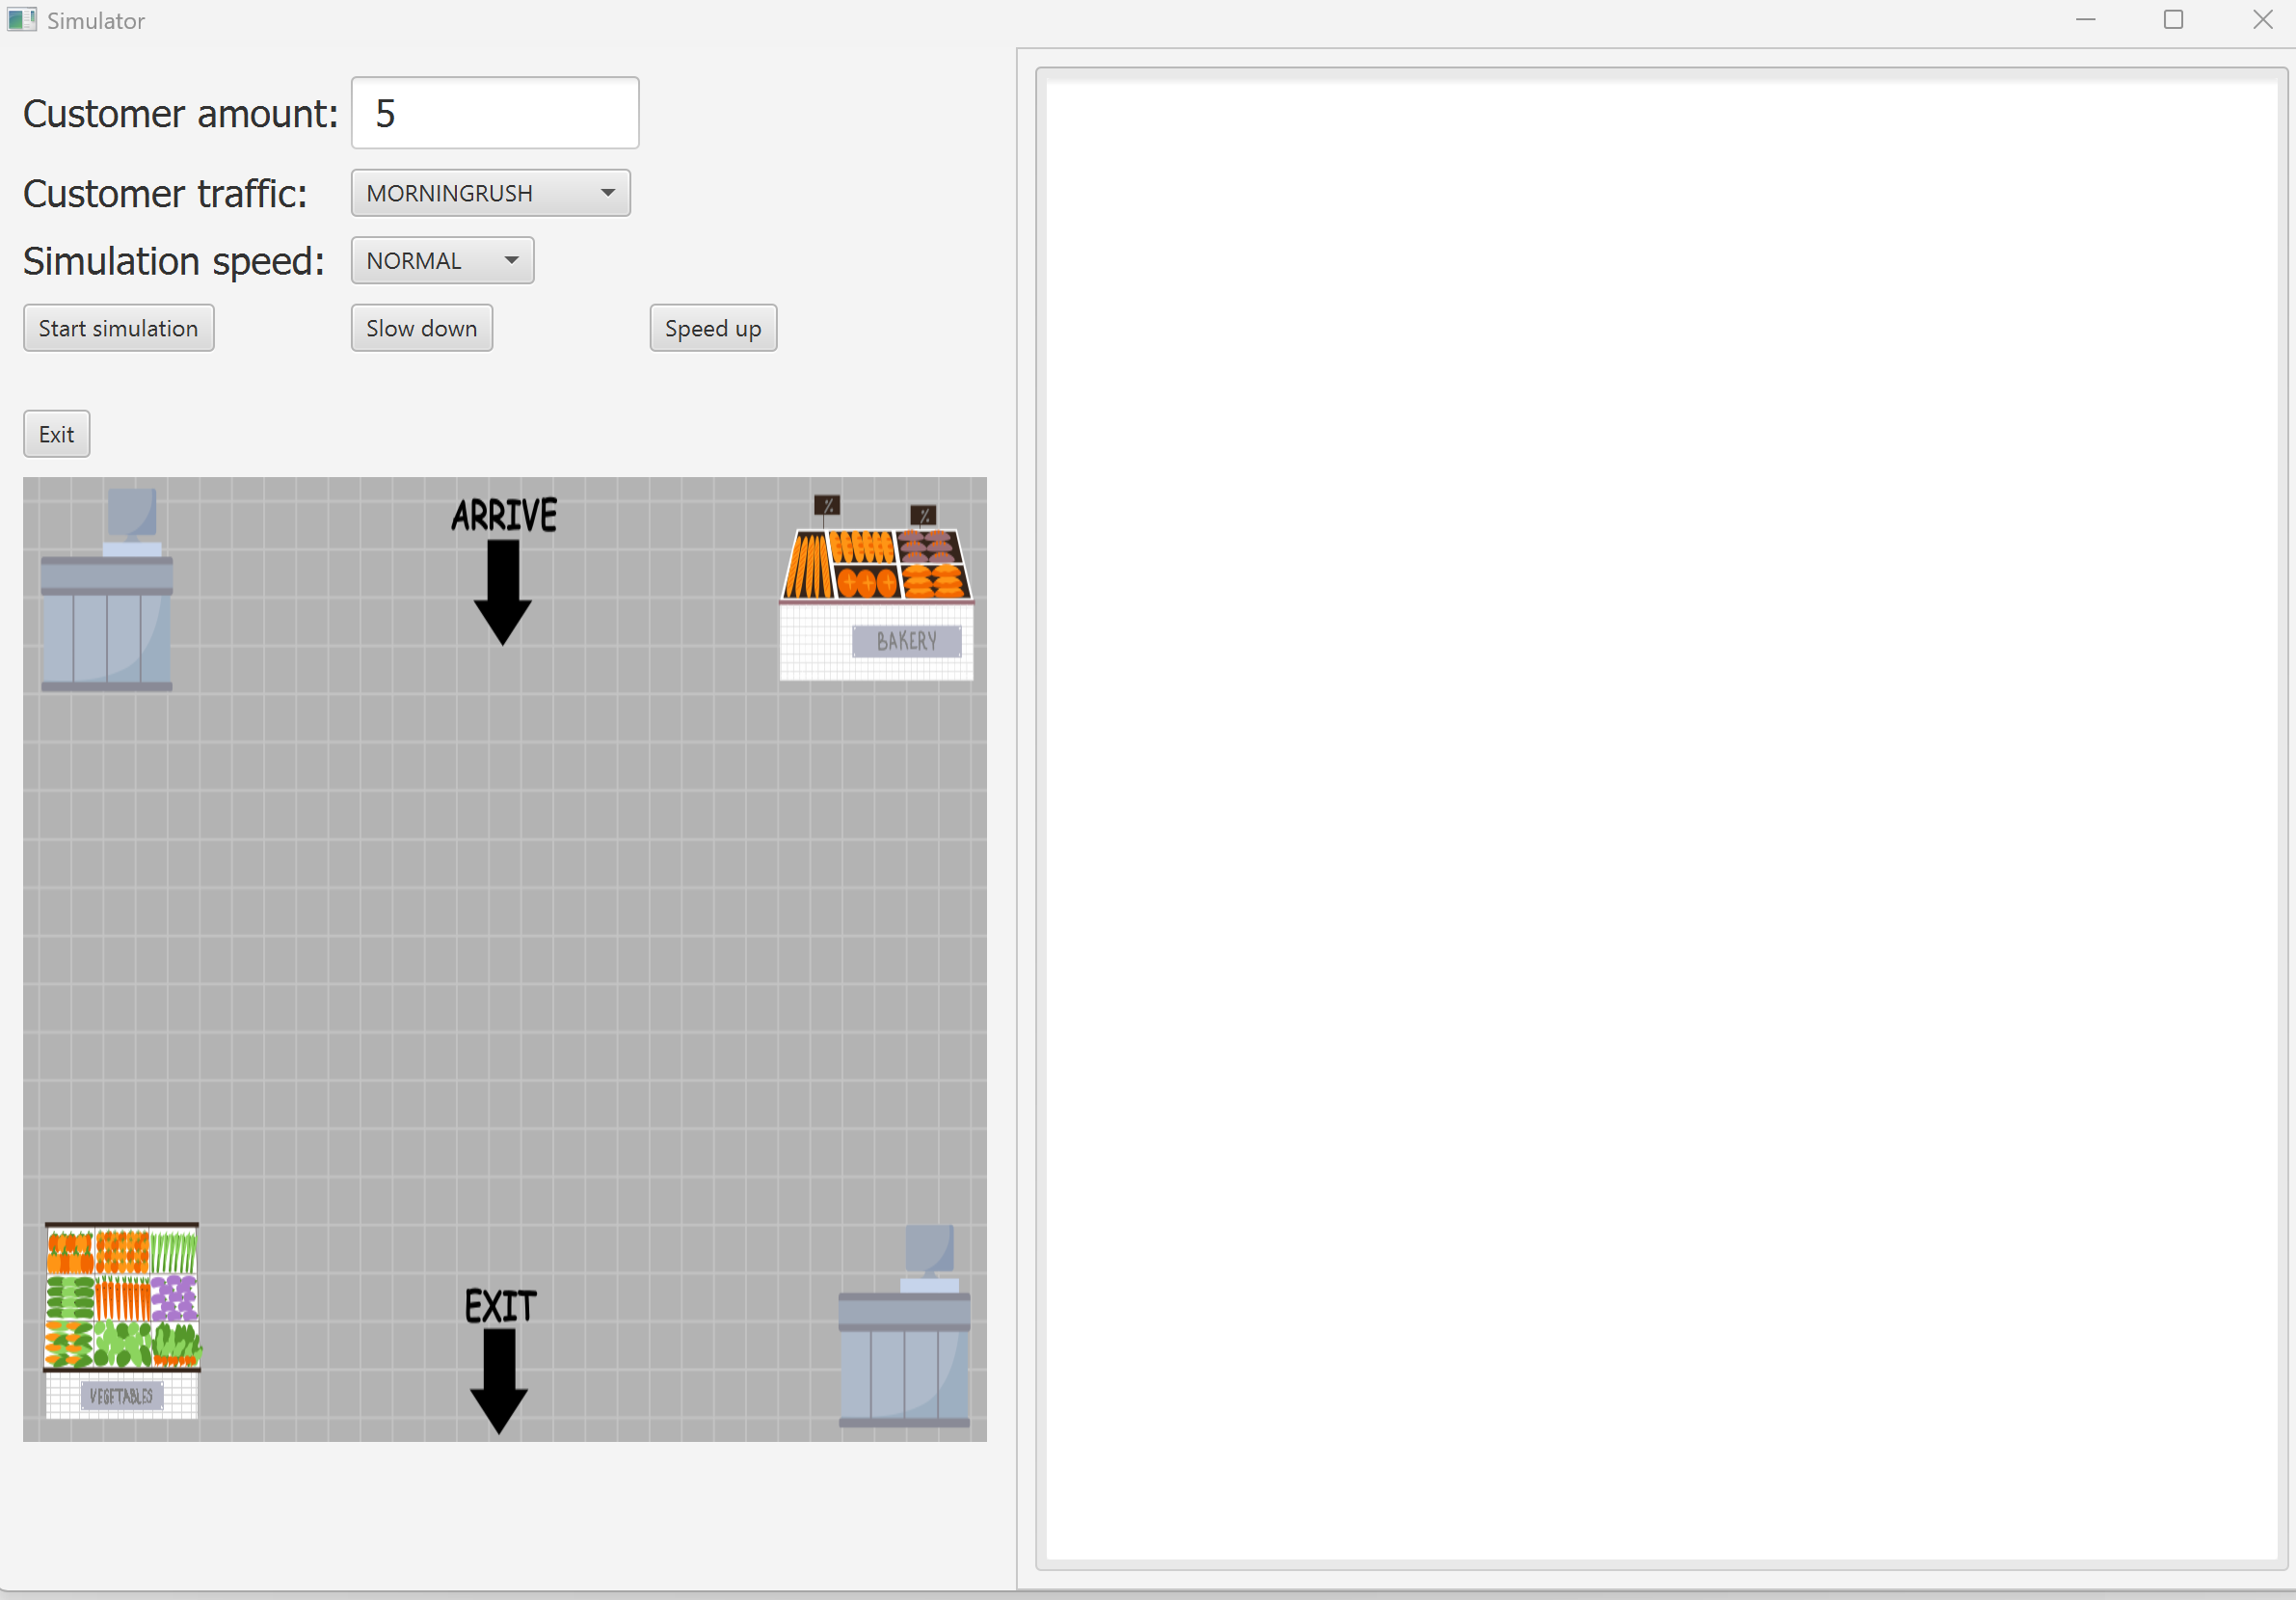 Simulator
Customer amount: 5
Customer traffic: MORNINGRUSH
Simulation speed: NORMAL
Start simulation Slow down Speed up
Exit
ARRIVE
%
%
BAKERY
EXIT
VEGETABLES